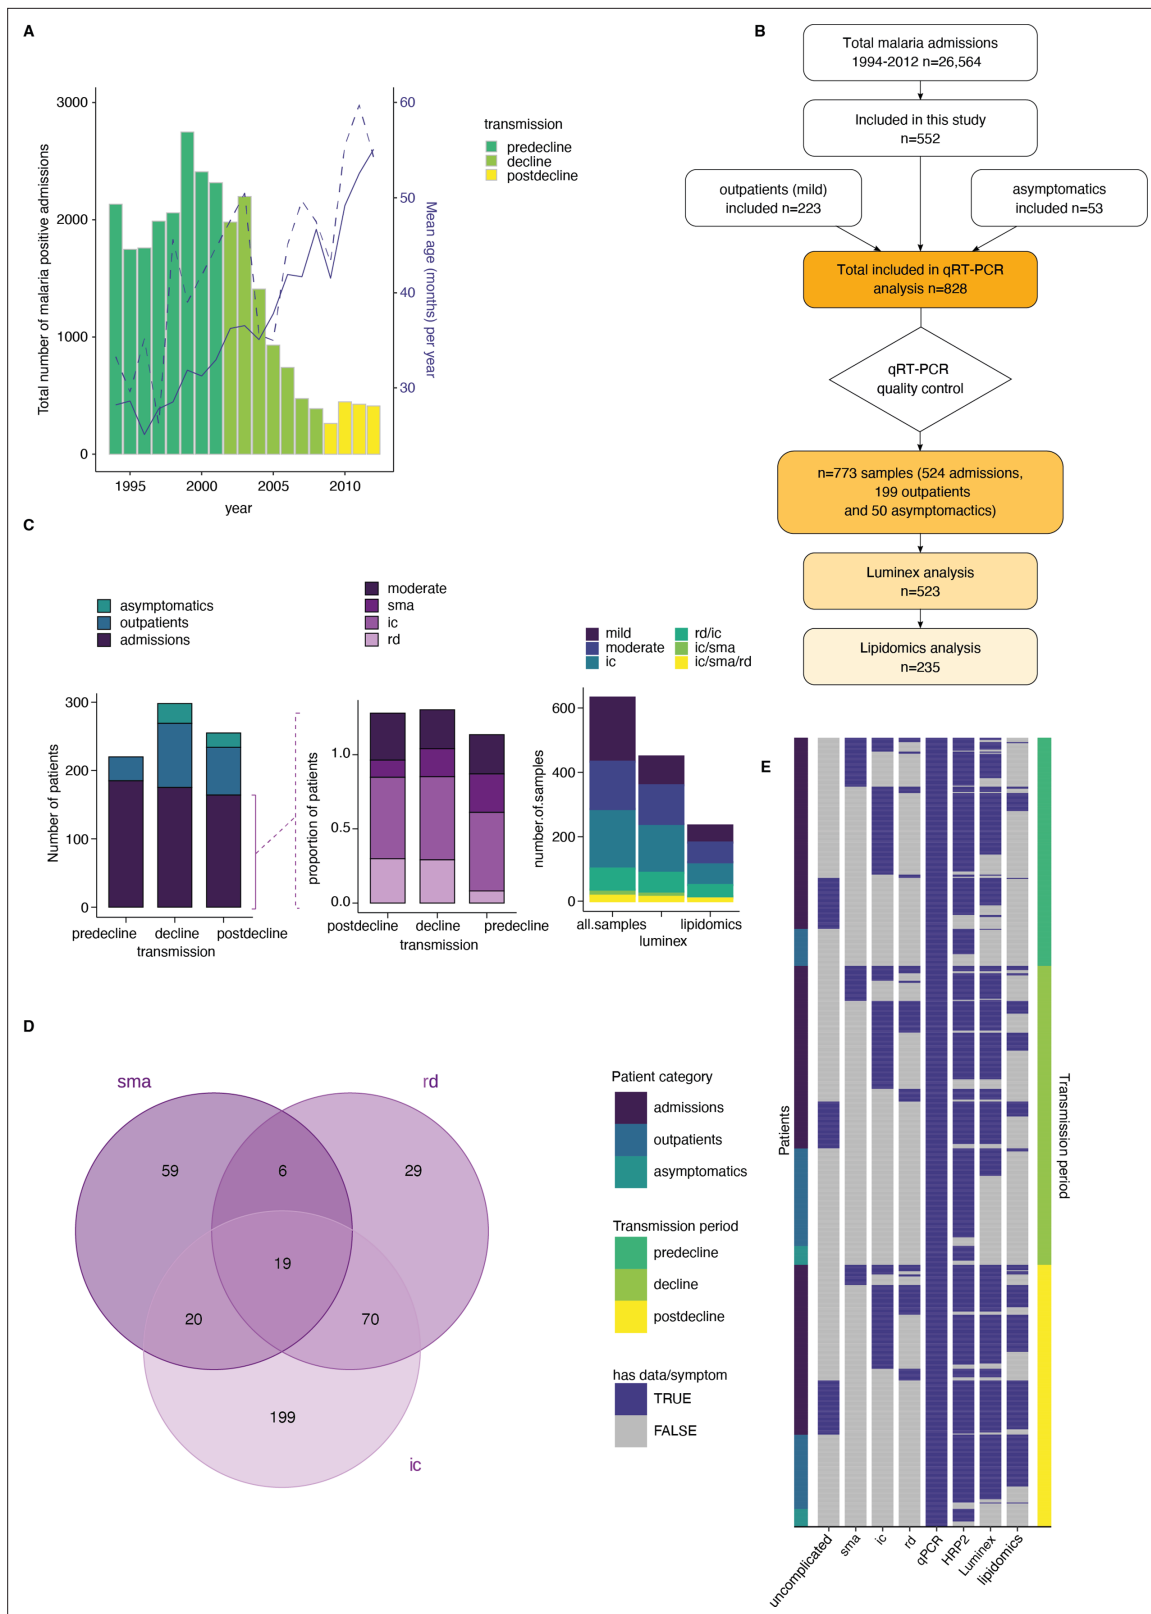 A
3000
2000
1000
0
Total number of malaria positive admissions
60
50
40
30
Mean age (months) per year
1995
2000
2005
2010
year
transmission
predecline
decline
postdecline
B
Total malaria admissions
1994-2012 n=26,564
Included in this study
n=552
outpatients (mild)
included n=223
asymptomatics
included n=53
Total included in qRT-PCR
analysis n=828
qRT-PCR
quality control
n=773 samples (524 admissions,
199 outpatients
and 50 asymptomactics)
Luminex analysis
n=523
Lipidomics analysis
n=235
C
asymptomatics
outpatients
admissions
300
200
100
0
Number of patients
predecline
decline
postdecline
transmission
moderate
sma
ic
rd
1.0
0.5
0.0
proportion of patients
postdecline
decline
predecline
transmission
mild
moderate
ic
rd/ic
ic/sma
ic/sma/rd
600
400
200
0
number.of.samples
all.samples
luminex
lipidomics
D
sma
rd
59
6
29
19
20
70
199
ic
Patient category
admissions
outpatients
asymptomatics
Transmission period
predecline
decline
postdecline
has data/symptom
TRUE
FALSE
E
Patients
Transmission period
uncomplicated
sma
ic
rd
qPCR
HRP2
Luminex
lipidomics